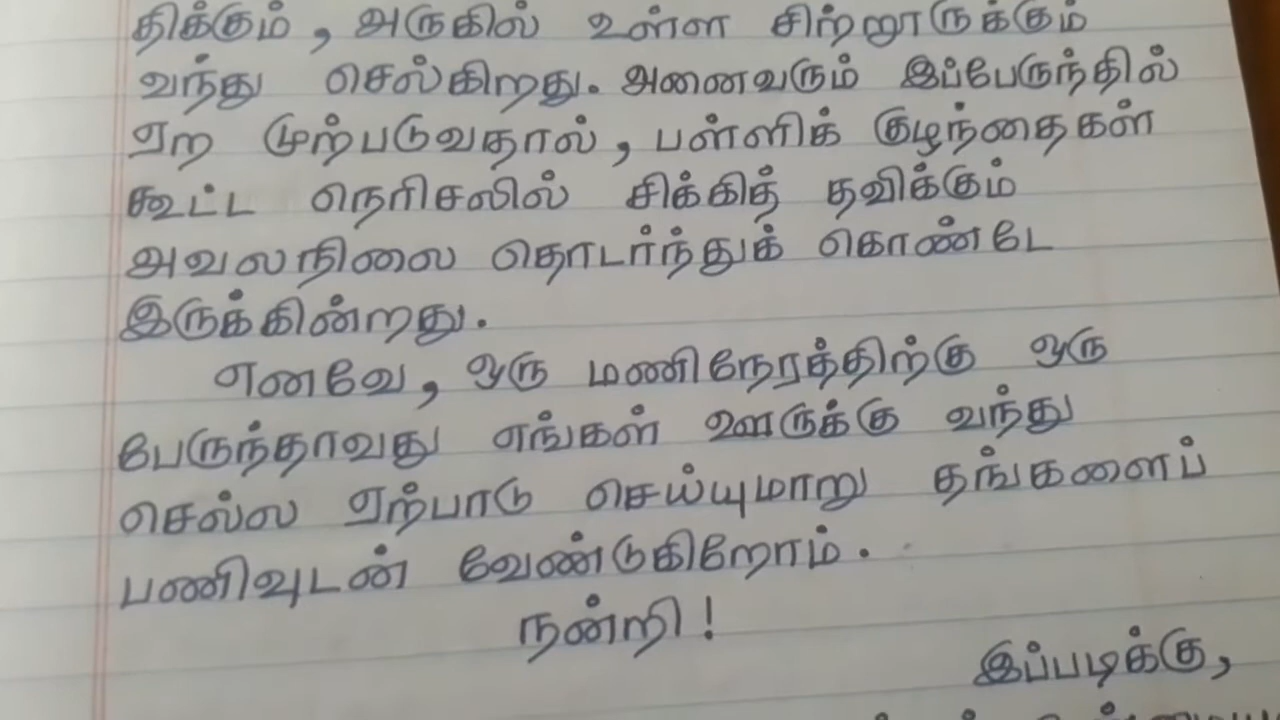 திக்கும், அருகில் உள்ள சிற்றூருக்கும்
வந்து செல்கிறது. அனைவரும் இப்பேருந்தில்
ஏற முற்படுவதால், பள்ளிக் குழந்தைகள்
கூட்ட நெரிசலில் சிக்கித் தவிக்கும்
அவலநிலை தொடர்ந்துக் கொண்டே
இருக்கின்றது.
எனவே, ஒரு மணிநேரத்திற்கு ஒரு
பேருந்தாவது எங்கள் ஊருக்கு வந்து
செல்ல ஏற்பாடு செய்யுமாறு தங்களைப்
பணிவுடன் வேண்டுகிறோம்.
நன்றி!
இப்படிக்கு,